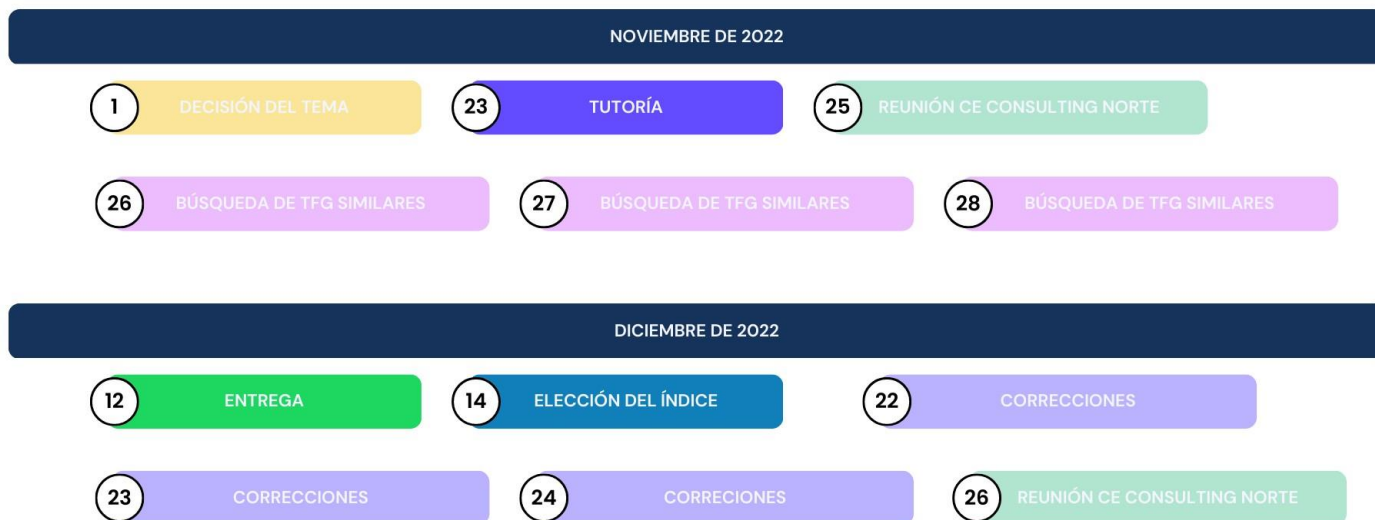 NOVIEMBRE DE 2022
1 DECISIÓN DEL TEMA 23 TUTORÍA 25 REUNIÓN CE CONSULTING NORTE
26 BÚSQUEDA DE TFG SIMILARES 27 BÚSQUEDA DE TFG SIMILARES 28 BÚSQUEDA DE TFG SIMILARES
DICIEMBRE DE 2022
12 ENTREGA 14 ELECCIÓN DEL ÍNDICE 22 CORRECCIONES
23 CORRECCIONES 24 CORRECIONES 26 REUNIÓN CE CONSULTING NORTE